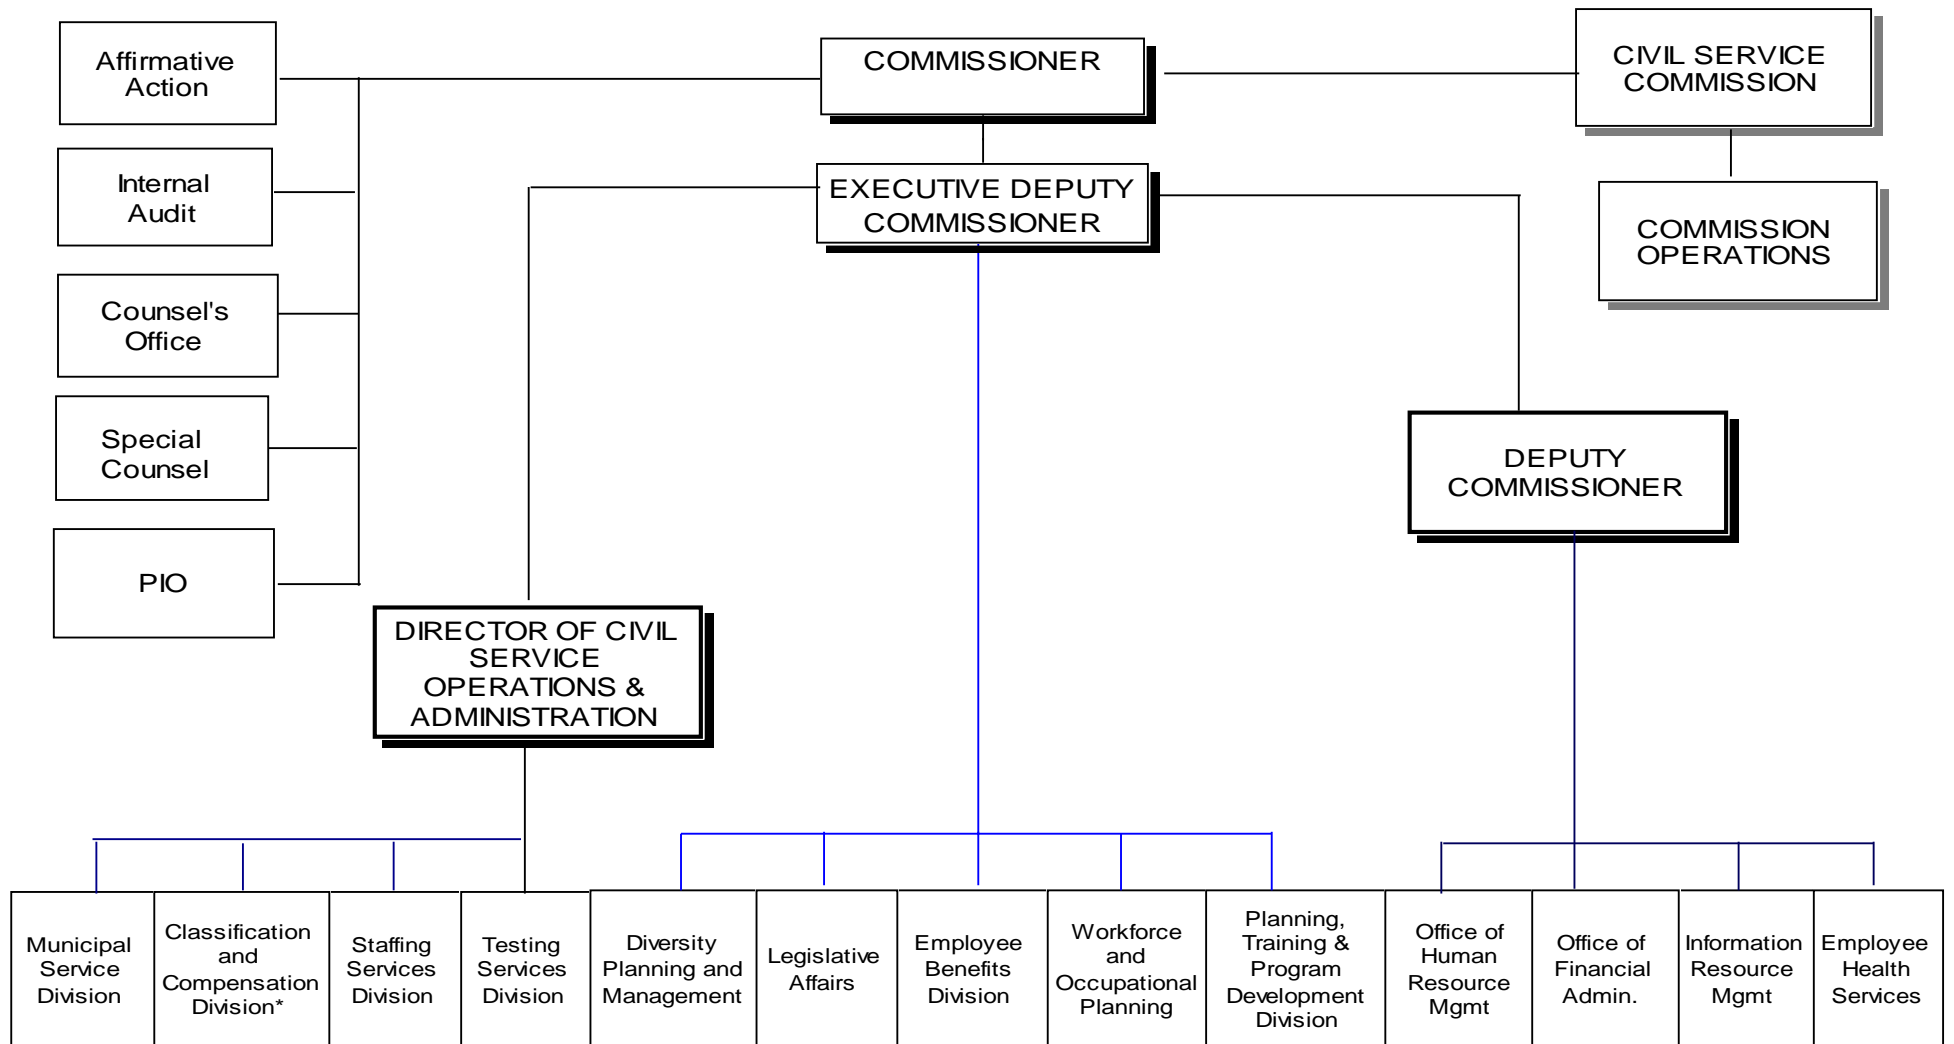 Affirmative
Action
COMMISSIONER
CIVIL SERVICE
COMMISSION
Internal
Audit
EXECUTIVE DEPUTY
COMMISSIONER
COMMISSION
OPERATIONS
Counsel's
Office
Special
Counsel
DEPUTY
COMMISSIONER
PIO
DIRECTOR OF CIVIL
SERVICE
OPERATIONS &
ADMINISTRATION
Municipal
Service
Division
Classification
and
Compensation
Division*
Staffing
Services
Division
Testing
Services
Division
Diversity
Planning and
Management
Legislative
Affairs
Employee
Benefits
Division
Workforce
and
Occupational
Planning
Planning,
Training &
Program
Development
Division
Office of
Human
Resource
Mgmt
Office of
Financial
Admin.
Information
Resource
Mgmt
Employee
Health
Services